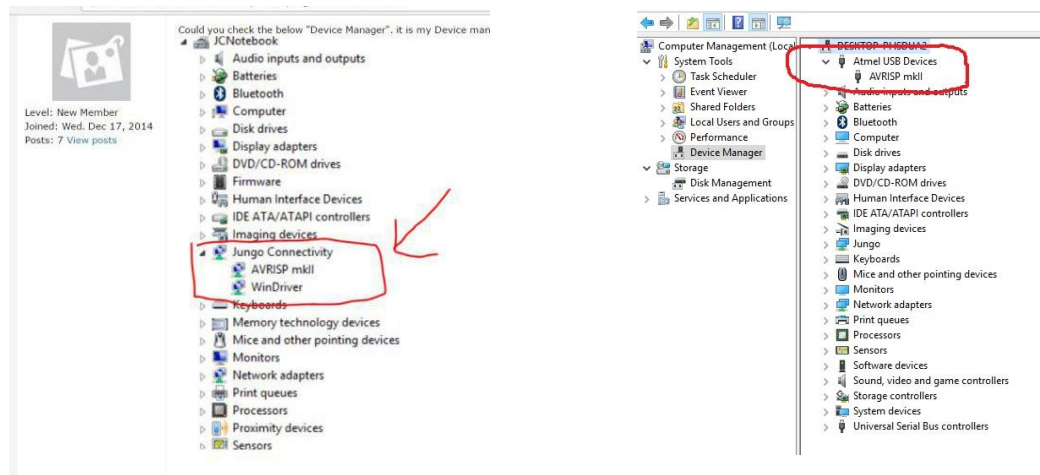 Could you check the below "Device Manager". it is my Device man
JCNotebook
Audio inputs and outputs
Batteries
Bluetooth
Computer
Disk drives
Display adapters
DVD/CD-ROM drives
Firmware
Human Interface Devices
IDE ATA/ATAPI controllers
Imaging devices
Jungo Connectivity
AVRISP mkII
WinDriver
Keyboards
Memory technology devices
Mice and other pointing devices
Monitors
Network adapters
Print queues
Processors
Proximity devices
Sensors
Level: New Member
Joined: Wed. Dec 17, 2014
Posts: 7 View posts
Computer Management (Local
System Tools
Task Scheduler
Event Viewer
Shared Folders
Local Users and Groups
Performance
Device Manager
Storage
Disk Management
Services and Applications
Atmel USB Devices
AVRISP mkII
Audio inputs and outputs
Batteries
Bluetooth
Computer
Disk drives
Display adapters
DVD/CD-ROM drives
Human Interface Devices
IDE ATA/ATAPI controllers
Imaging devices
Jungo
Keyboards
Mice and other pointing devices
Monitors
Network adapters
Print queues
Processors
Sensors
Software devices
Sound, video and game controllers
Storage controllers
System devices
Universal Serial Bus controllers